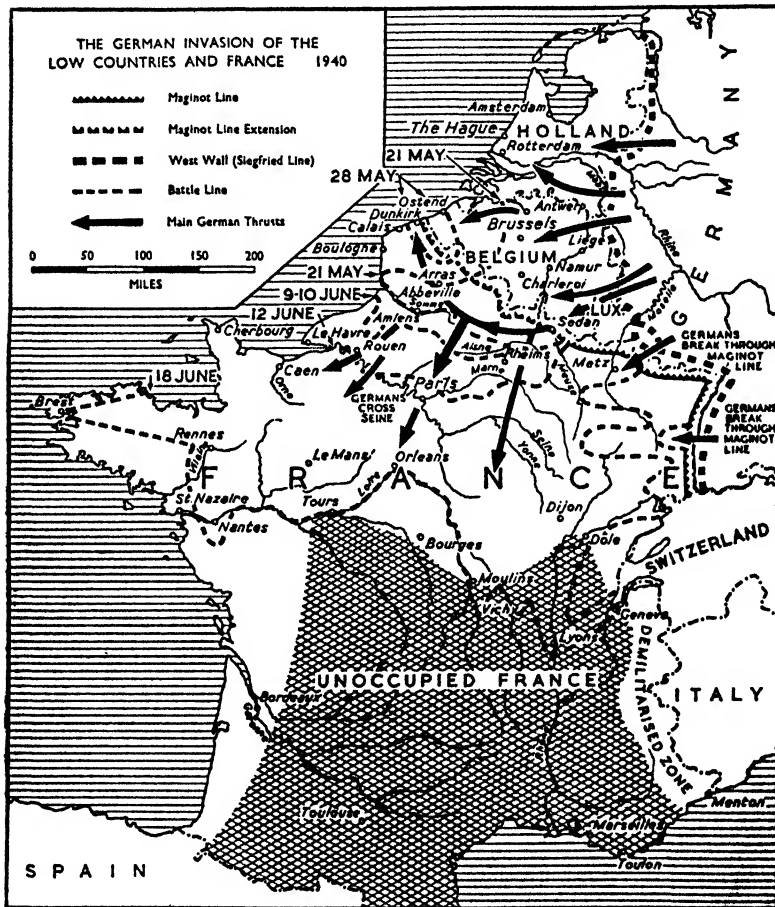 THE GERMAN INVASION OF THE
LOW COUNTRIES AND FRANCE 1940
Maginot Line
Maginot Line Extension
West Wall (Siegfried Line)
Battle Line
Main German Thrusts
0 50 100 150 200
MILES
GERMANY
Amsterdam
The Hague
HOLLAND
Rotterdam
21 MAY
28 MAY
Ostend
Dunkirk
Antwerp
Calais
Brussels
Boulogne
BELGIUM
Liége
Rhine
Namur
21 MAY
Arras
Charleroi
9-10 JUNE
Abbeville
Somme
LUX.
Moselle
12 JUNE
Amiens
Sedan
Cherbourg
Le Havre
Rouen
Aisne
Rheims
Metz
GERMANS
BREAK THROUGH
MAGINOT
LINE
Caen
Marne
Meuse
18 JUNE
Orne
Paris
GERMANS
CROSS
SEINE
GERMANS
BREAK
THROUGH
MAGINOT
LINE
Brest
Rennes
Vilaine
Seine
Yonne
Le Mans
Orleans
FRANCE
St. Nazaire
Tours
Loire
Dijon
Nantes
Bourges
Dôle
SWITZERLAND
Moulins
Vichy
Geneva
Lyons
DEMILITARISED ZONE
UNOCCUPIED FRANCE
ITALY
Bordeaux
Toulouse
Menton
Marseilles
SPAIN
Toulon